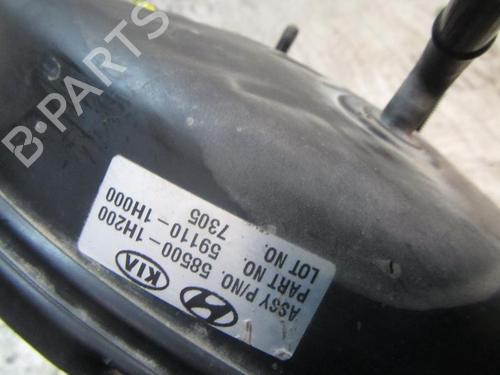 B-PARTS
KIA
ASSY P/NO. 58500-1H200
PART NO. 59110-1H000
LOT NO. 7305